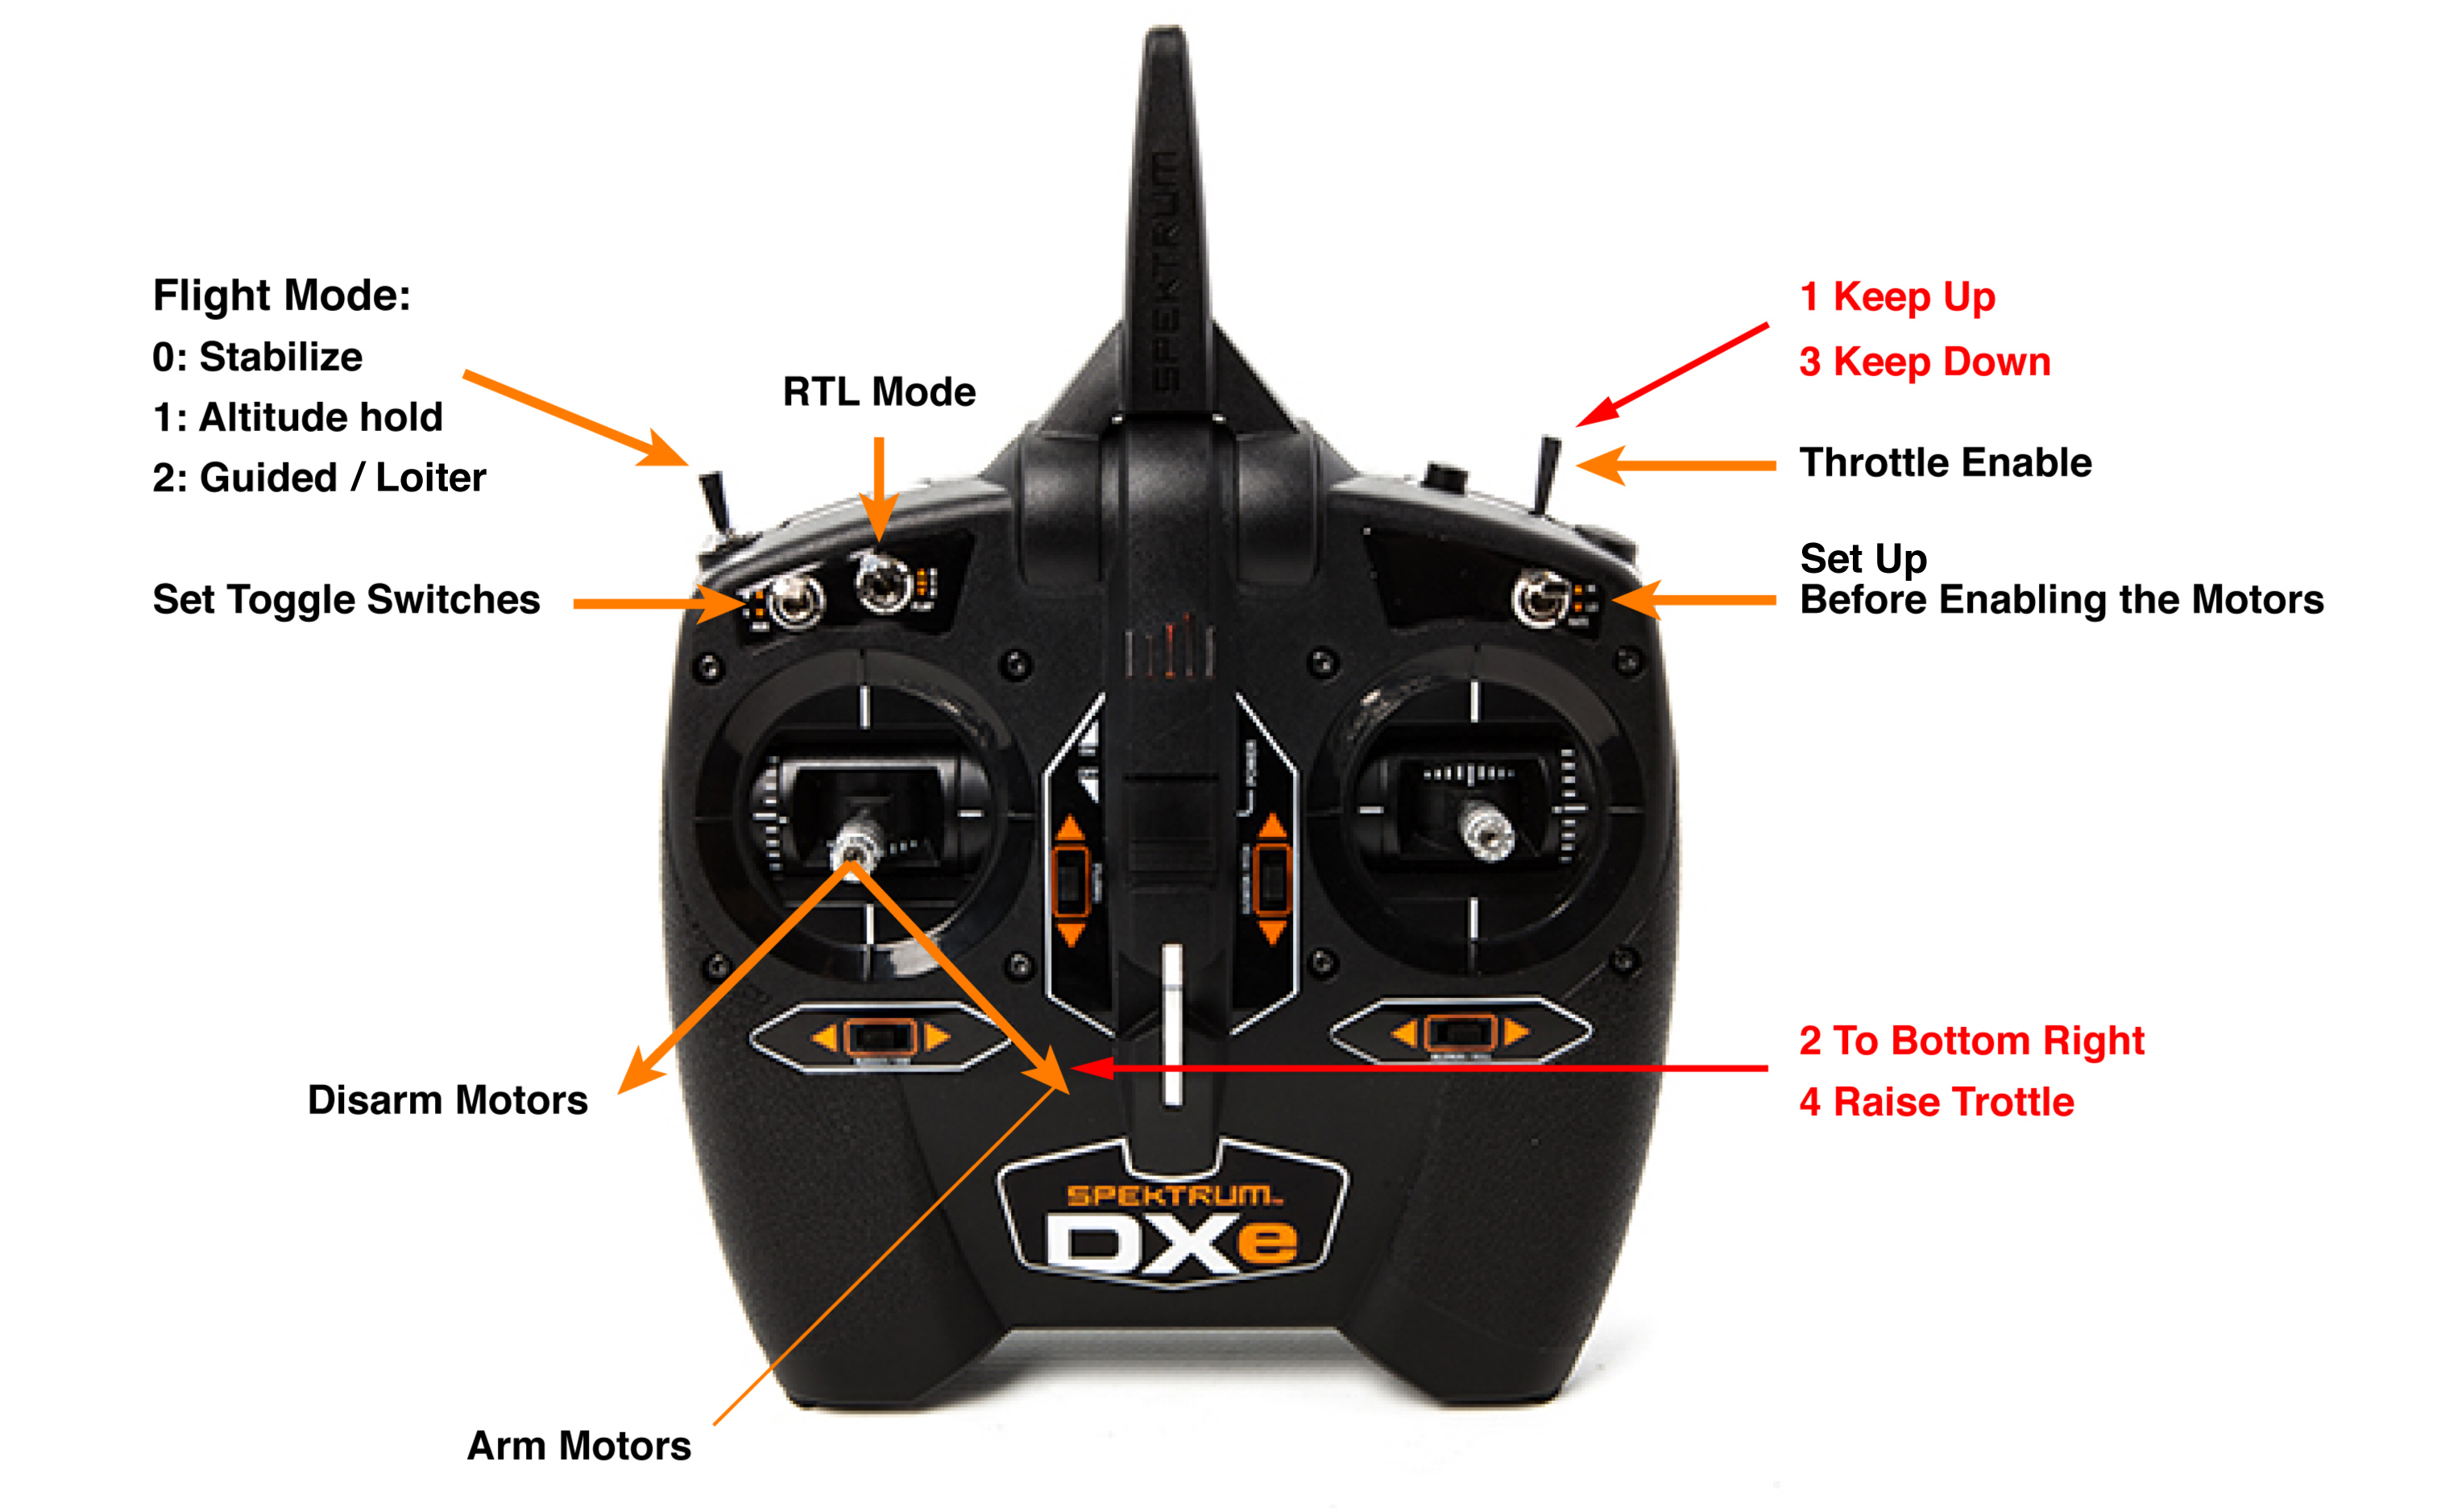 SPEKTRUM
Flight Mode:
0: Stabilize
1: Altitude hold
2: Guided / Loiter
RTL Mode
1 Keep Up
3 Keep Down
Throttle Enable
Set Toggle Switches
Set Up
Before Enabling the Motors
POWER
2 To Bottom Right
4 Raise Trottle
Disarm Motors
SPEKTRUM
DXe
Arm Motors